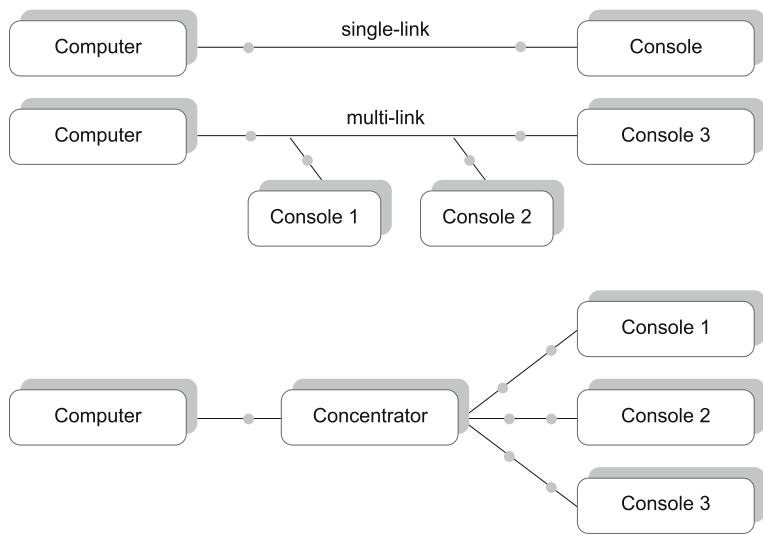 single-link
Computer
Console
multi-link
Computer
Console 3
Console 1
Console 2
Console 1
Computer
Concentrator
Console 2
Console 3